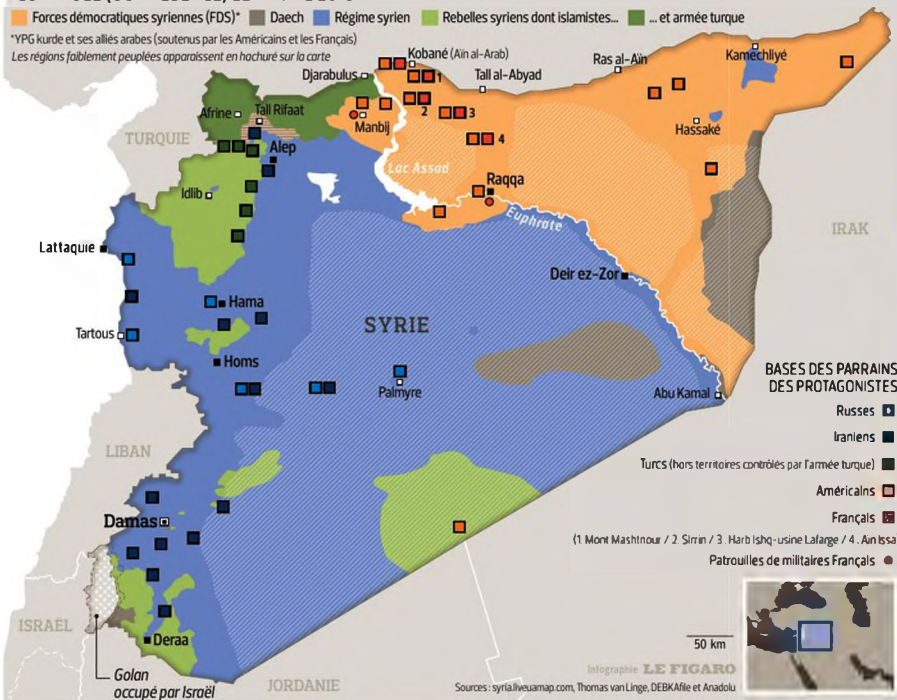 Forces démocratiques syriennes (FDS)* Daech Régime syrien Rebelles syriens dont islamistes... ... et armée turque
*YPG kurde et ses alliés arabes (soutenus par les Américains et les Français)
Les régions faiblement peuplées apparaissent en hachuré sur la carte
Kobané (Aïn al-Arab)
Kamechliyé
Ras al-Aïn
Djarabulus
Tall al-Abyad
1
2
3
4
Afrine
Tall Rifaat
Manbij
Hassaké
TURQUIE
Alep
Lac Assad
Raqqa
Idlib
Euphrate
IRAK
Lattaquie
Deir ez-Zor
Hama
SYRIE
Tartous
Homs
Palmyre
Abu Kamal
LIBAN
Damas
ISRAËL
Deraa
Golan
occupé par Israël
JORDANIE
BASES DES PARRAINS
DES PROTAGONISTES
Russes
Iraniens
Turcs (hors territoires contrôlés par l'armée turque)
Américains
Français
(1. Mont Mashtnour / 2. Sirrin / 3. Harb Ishq-usine Lafarge / 4. Ain Issa
Patrouilles de militaires Français
50 km
Infographie LE FIGARO
Sources : syria.liveuamap.com, Thomas van Linge, DEBKAfile et Anadolu